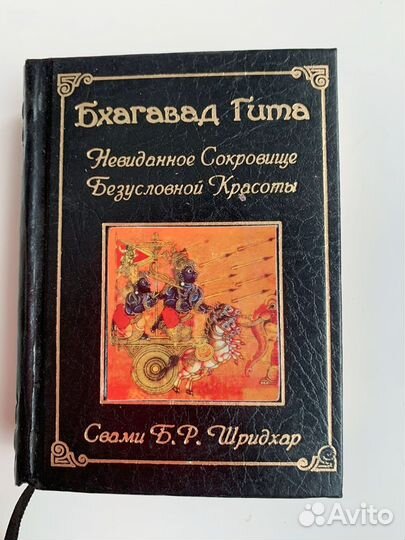 Бхагавад Гита
Невиданное Сокровище
Безусловной Красоты
Свами Б.Р. Шридхар
Avito